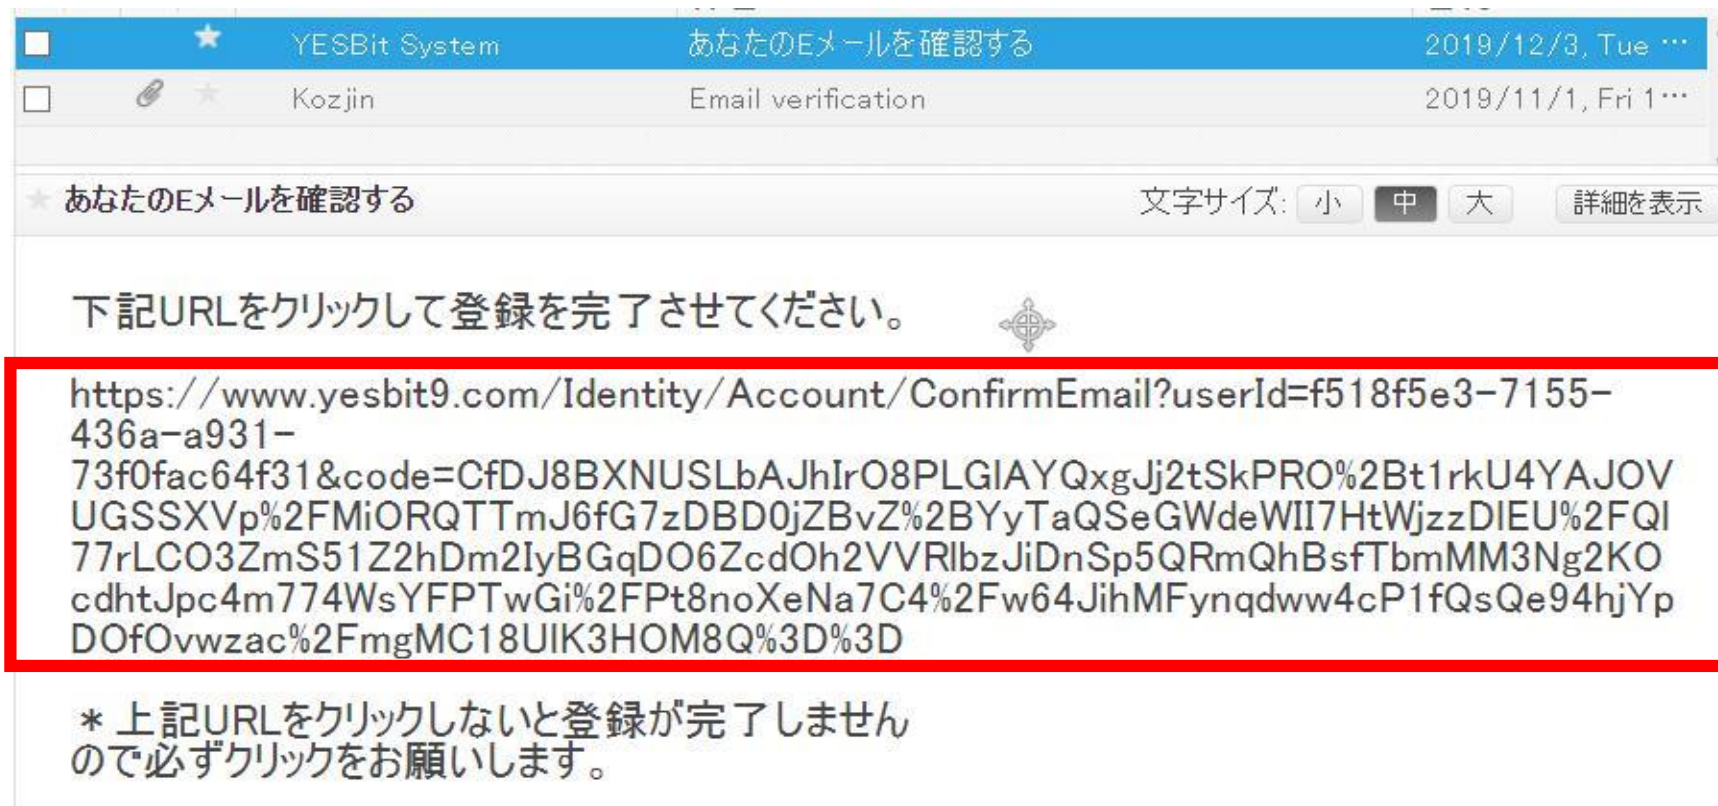 YESBit System あなたのEメールを確認する 2019/12/3, Tue …
Kozjin Email verification 2019/11/1, Fri 1…
あなたのEメールを確認する 文字サイズ: 小 中 大 詳細を表示
下記URLをクリックして登録を完了させてください。
https://www.yesbit9.com/Identity/Account/ConfirmEmail?userId=f518f5e3-7155-
436a-a931-
73f0fac64f31&code=CfDJ8BXNUSLbAJhIrO8PLGIAYQxgJj2tSkPRO%2Bt1rkU4YAJOV
UGSSXVp%2FMiORQTTmJ6fG7zDBD0jZBvZ%2BYyTaQSeGWdeWII7HtWjzzDIEU%2FQl
77rLCO3ZmS51Z2hDm2IyBGqDO6ZcdOh2VVRlbzJiDnSp5QRmQhBsfTbmMM3Ng2KO
cdhtJpc4m774WsYFPTwGi%2FPt8noXeNa7C4%2Fw64JihMFynqdww4cP1fQsQe94hjYp
DOfOvwzac%2FmgMC18UlK3HOM8Q%3D%3D
＊上記URLをクリックしないと登録が完了しません
ので必ずクリックをお願いします。